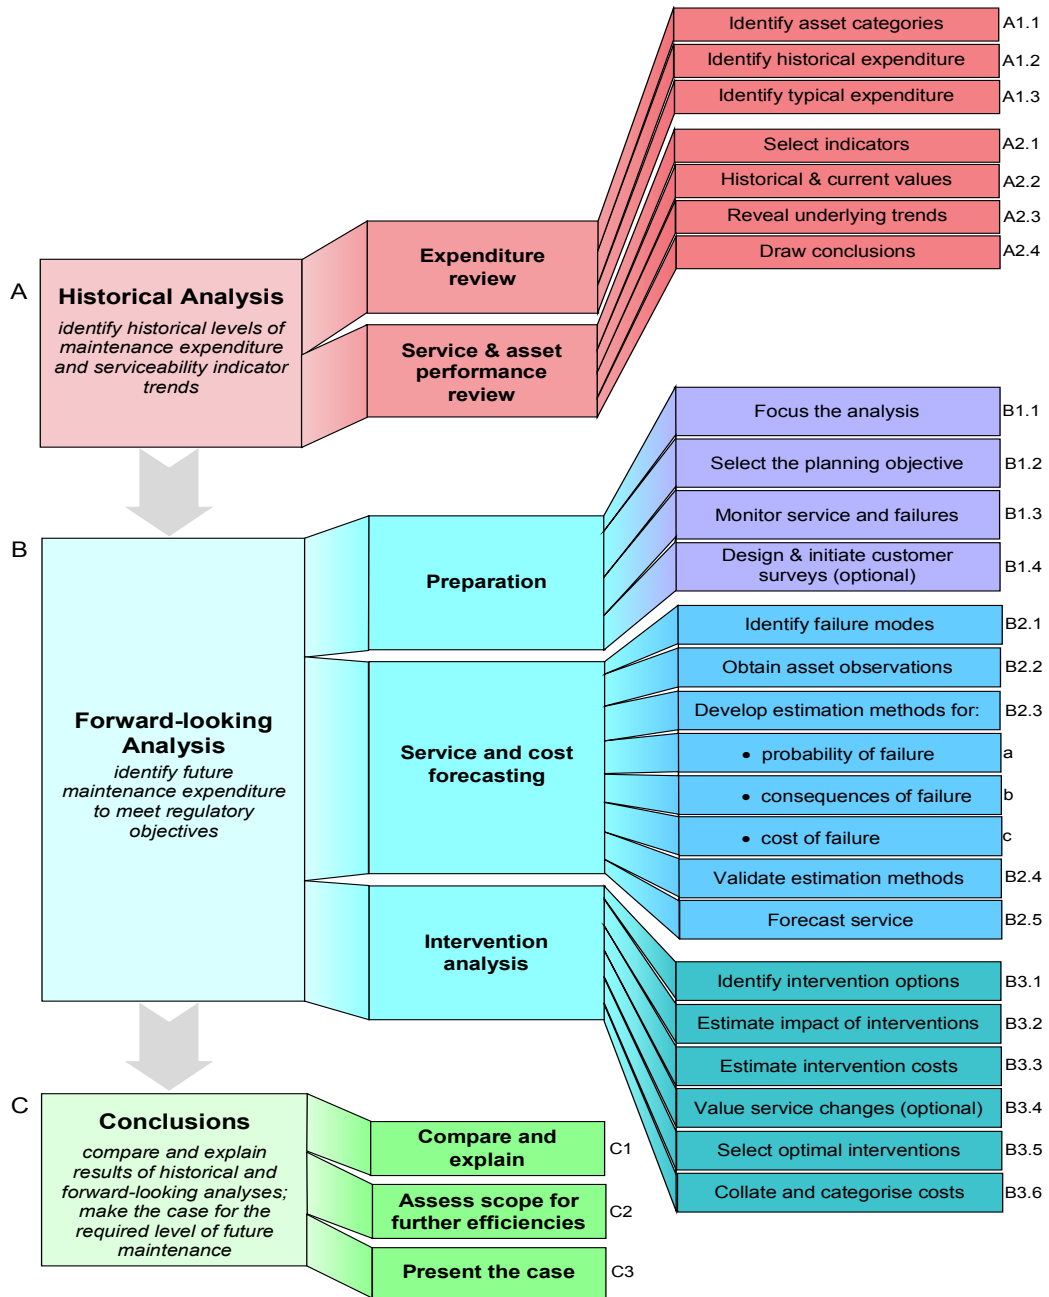 A
Historical Analysis
identify historical levels of
maintenance expenditure
and serviceability indicator
trends
Expenditure
review
Identify asset categories A1.1
Identify historical expenditure A1.2
Identify typical expenditure A1.3
Service & asset
performance
review
Select indicators A2.1
Historical & current values A2.2
Reveal underlying trends A2.3
Draw conclusions A2.4
B
Forward-looking
Analysis
identify future
maintenance expenditure
to meet regulatory
objectives
Preparation
Focus the analysis B1.1
Select the planning objective B1.2
Monitor service and failures B1.3
Design & initiate customer
surveys (optional) B1.4
Service and cost
forecasting
Identify failure modes B2.1
Obtain asset observations B2.2
Develop estimation methods for: B2.3
• probability of failure a
• consequences of failure b
• cost of failure c
Validate estimation methods B2.4
Forecast service B2.5
Intervention
analysis
Identify intervention options B3.1
Estimate impact of interventions B3.2
Estimate intervention costs B3.3
Value service changes (optional) B3.4
Select optimal interventions B3.5
Collate and categorise costs B3.6
C
Conclusions
compare and explain
results of historical and
forward-looking analyses;
make the case for the
required level of future
maintenance
Compare and
explain C1
Assess scope for
further efficiencies C2
Present the case C3